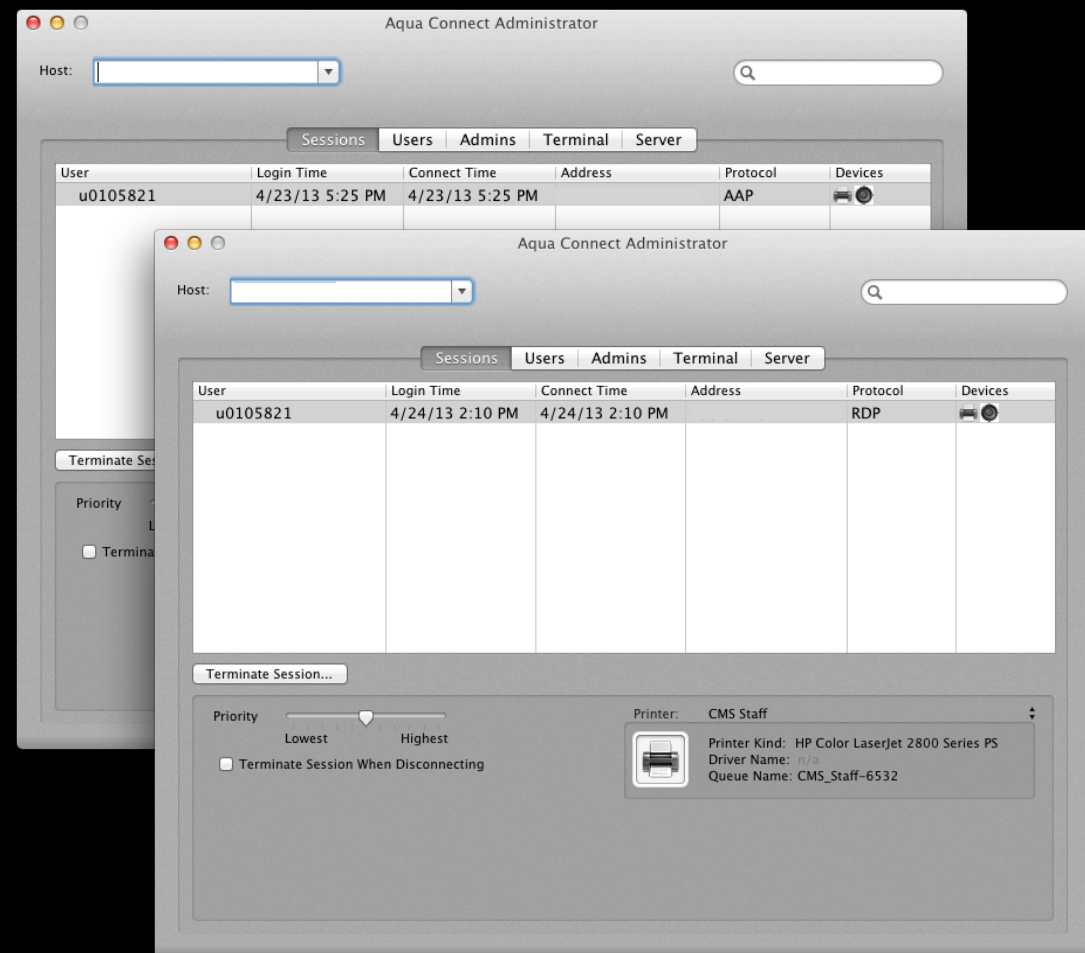 Aqua Connect Administrator
Host:
Sessions Users Admins Terminal Server
User Login Time Connect Time Address Protocol Devices
u0105821 4/23/13 5:25 PM 4/23/13 5:25 PM AAP
Terminate Ses
Priority
L
Termina
Aqua Connect Administrator
Host:
Sessions Users Admins Terminal Server
User Login Time Connect Time Address Protocol Devices
u0105821 4/24/13 2:10 PM 4/24/13 2:10 PM RDP
Terminate Session...
Priority
Lowest Highest
Terminate Session When Disconnecting
Printer: CMS Staff
Printer Kind: HP Color LaserJet 2800 Series PS
Driver Name: n/a
Queue Name: CMS_Staff-6532